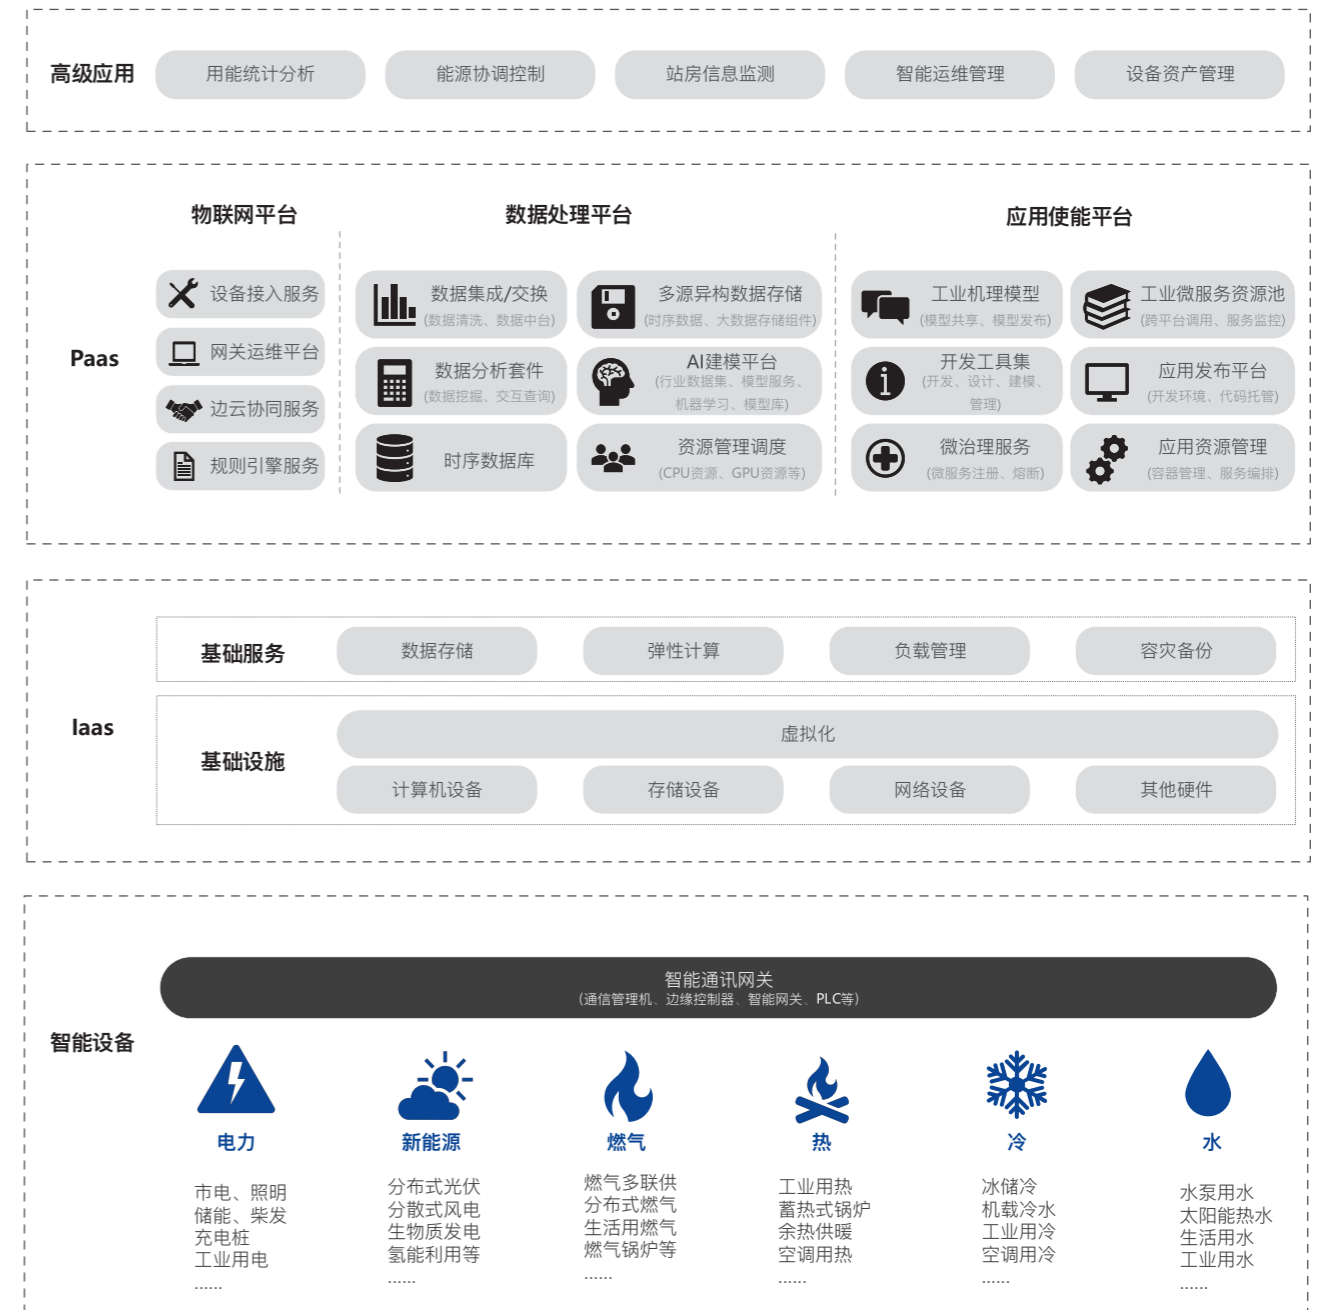 高级应用
用能统计分析
能源协调控制
站房信息监测
智能运维管理
设备资产管理
Paas
物联网平台
设备接入服务
网关运维平台
边云协同服务
规则引擎服务
数据处理平台
数据集成/交换
(数据清洗、数据中台)
多源异构数据存储
(时序数据、大数据存储组件)
数据分析套件
(数据挖掘、交互查询)
AI建模平台
(行业数据集、模型服务、
机器学习、模型库)
时序数据库
资源管理调度
(CPU资源、GPU资源等)
应用使能平台
工业机理模型
(模型共享、模型发布)
工业微服务资源池
(跨平台调用、服务监控)
开发工具集
(开发、设计、建模、
管理)
应用发布平台
(开发环境、代码托管)
微治理服务
(微服务注册、熔断)
应用资源管理
(容器管理、服务编排)
Iaas
基础服务
数据存储
弹性计算
负载管理
容灾备份
基础设施
虚拟化
计算机设备
存储设备
网络设备
其他硬件
智能设备
智能通讯网关
(通信管理机、边缘控制器、智能网关、PLC等)
电力
市电、照明
储能、柴发
充电桩
工业用电
......
新能源
分布式光伏
分散式风电
生物质发电
氢能利用等
......
燃气
燃气多联供
分布式燃气
生活用燃气
燃气锅炉等
......
热
工业用热
蓄热式锅炉
余热供暖
空调用热
......
冷
冰储冷
机载冷水
工业用冷
空调用冷
......
水
水泵用水
太阳能热水
生活用水
工业用水
......